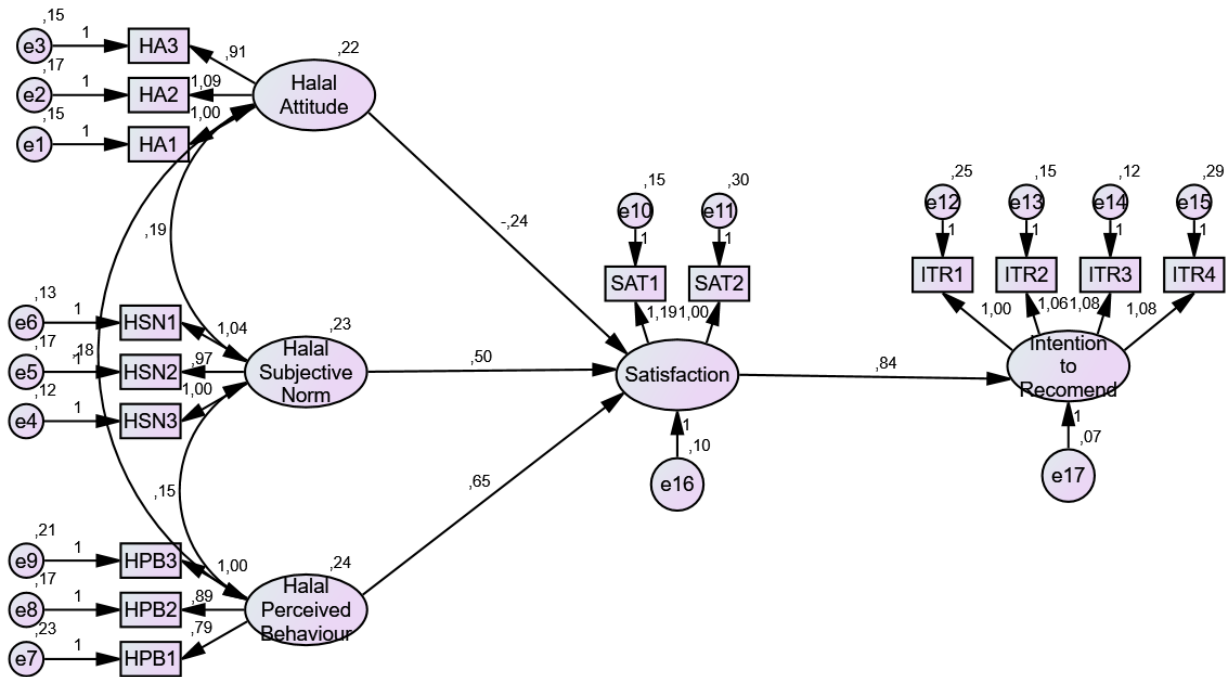 ,15
e3
1
HA3
,91
,22
,17
e2
1
HA2
1,09
Halal
Attitude
,15
e1
1
HA1
1,00
-,24
,19
,18
,13
e6
1
HSN1
1,04
,23
,17
e5
1
HSN2
,97
Halal
Subjective
Norm
,50
,12
e4
1
HSN3
1,00
,15
,65
,21
e9
1
HPB3
1,00
,24
,17
e8
1
HPB2
,89
Halal
Perceived
Behaviour
,23
e7
1
HPB1
,79
,15
e10
1
SAT1
1,19
,30
e11
1
SAT2
1,00
Satisfaction
1
,10
e16
,84
,25
e12
1
ITR1
1,00
,15
e13
1
ITR2
1,06
,12
e14
1
ITR3
1,08
,29
e15
1
ITR4
1,08
Intention
to
Recomend
1
,07
e17